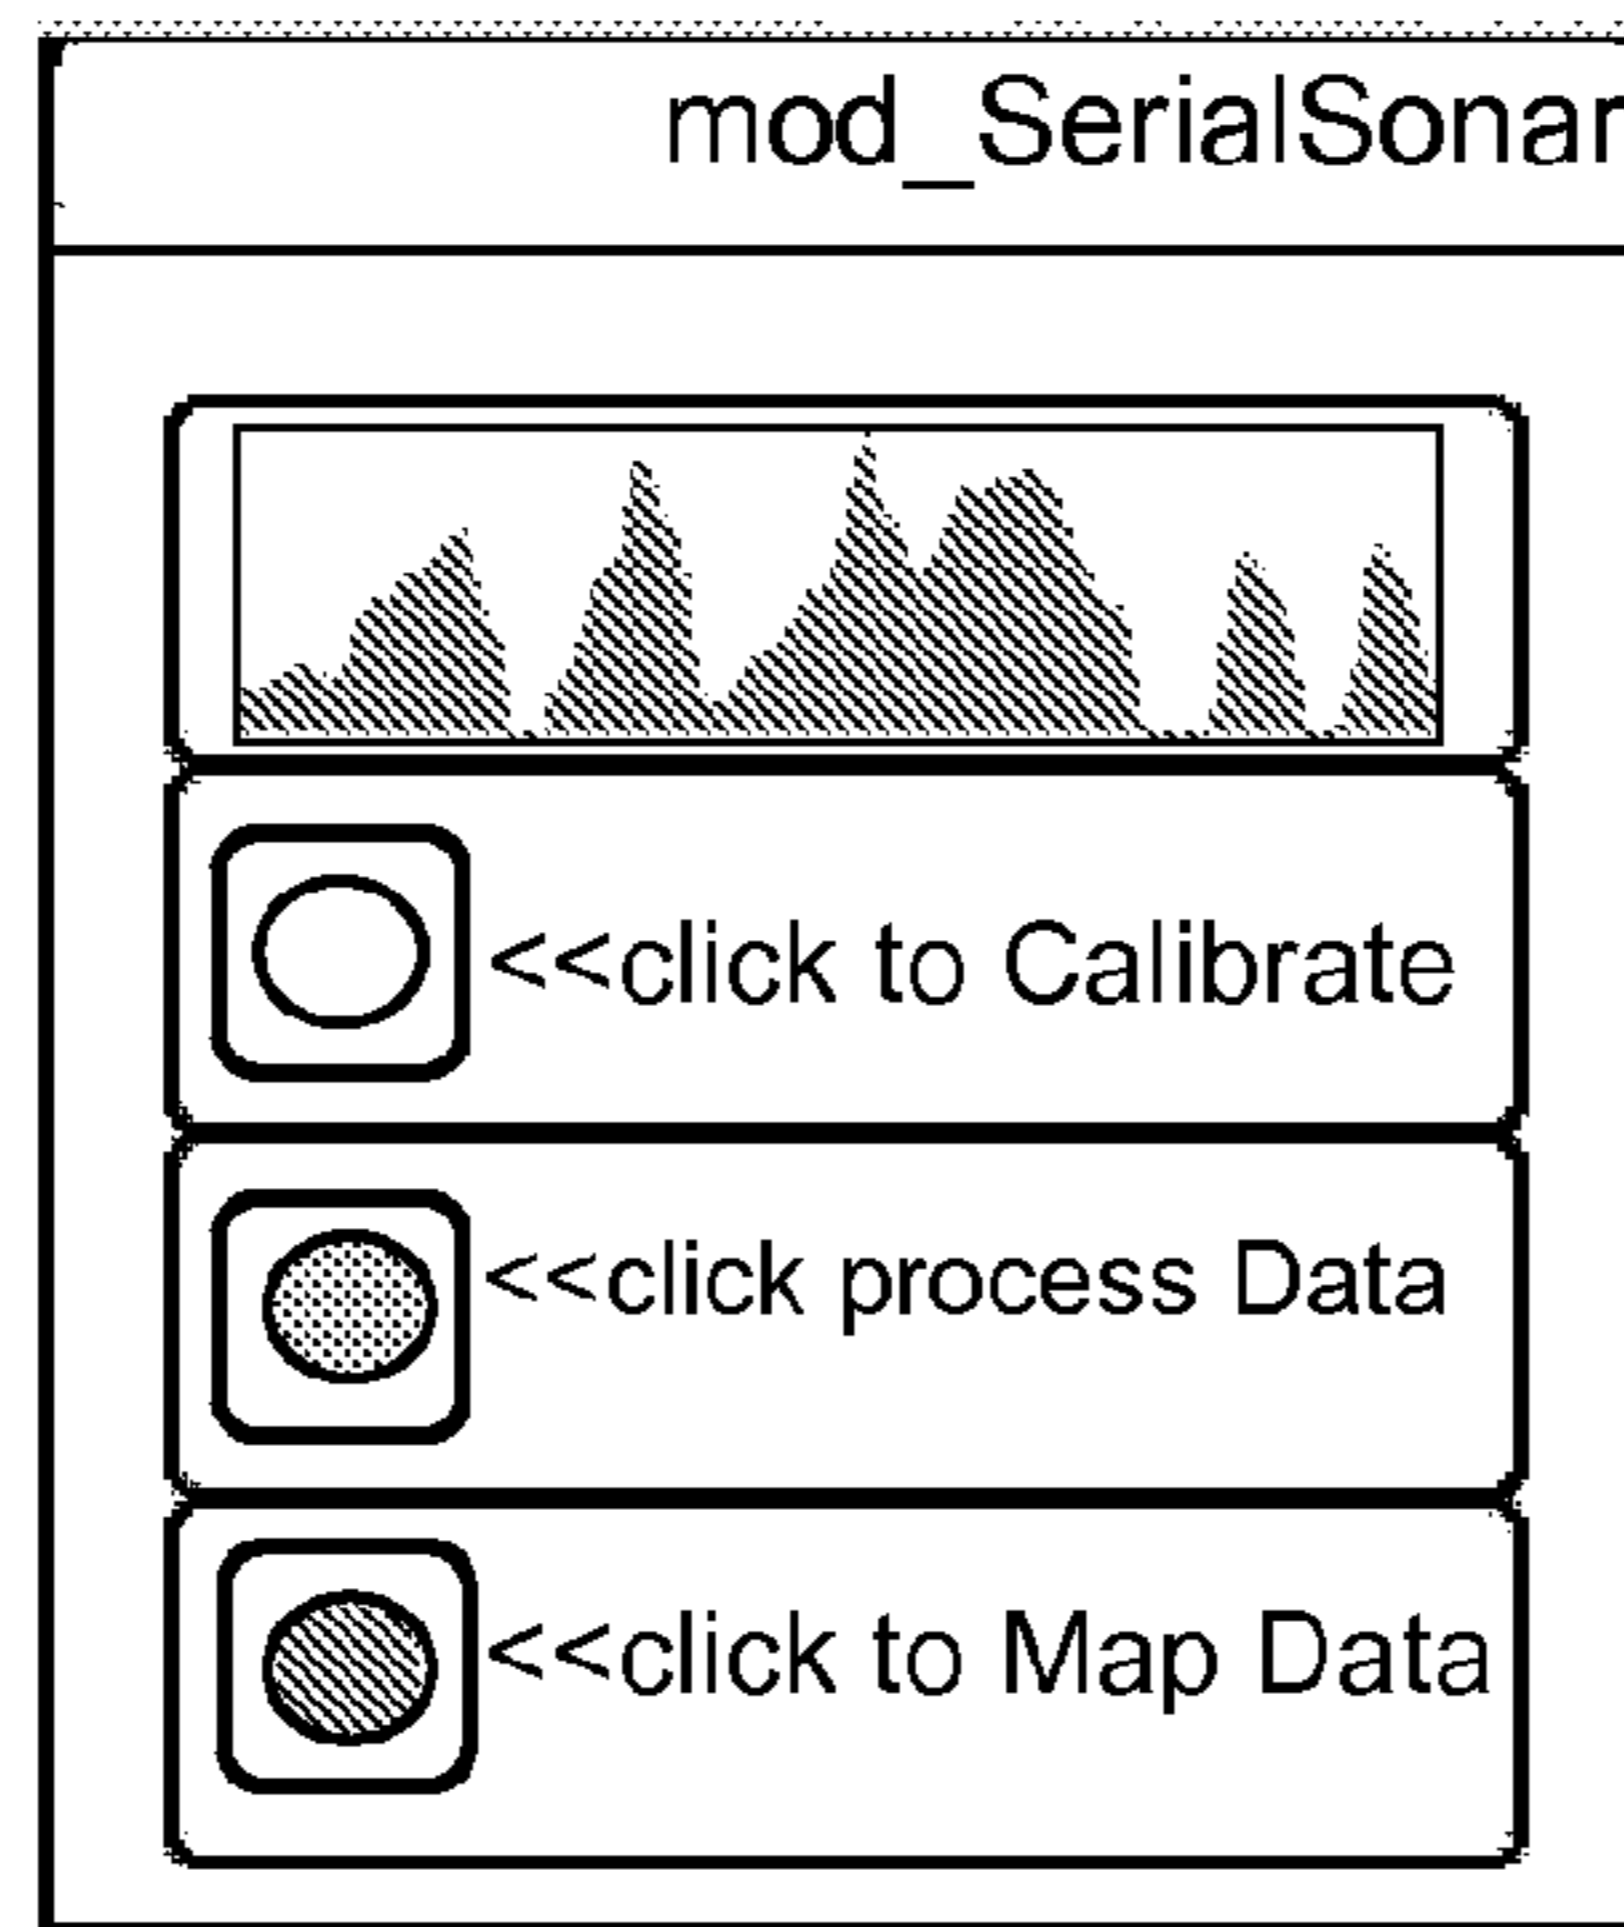 mod_SerialSonar
<<click to Calibrate
<<click process Data
<<click to Map Data